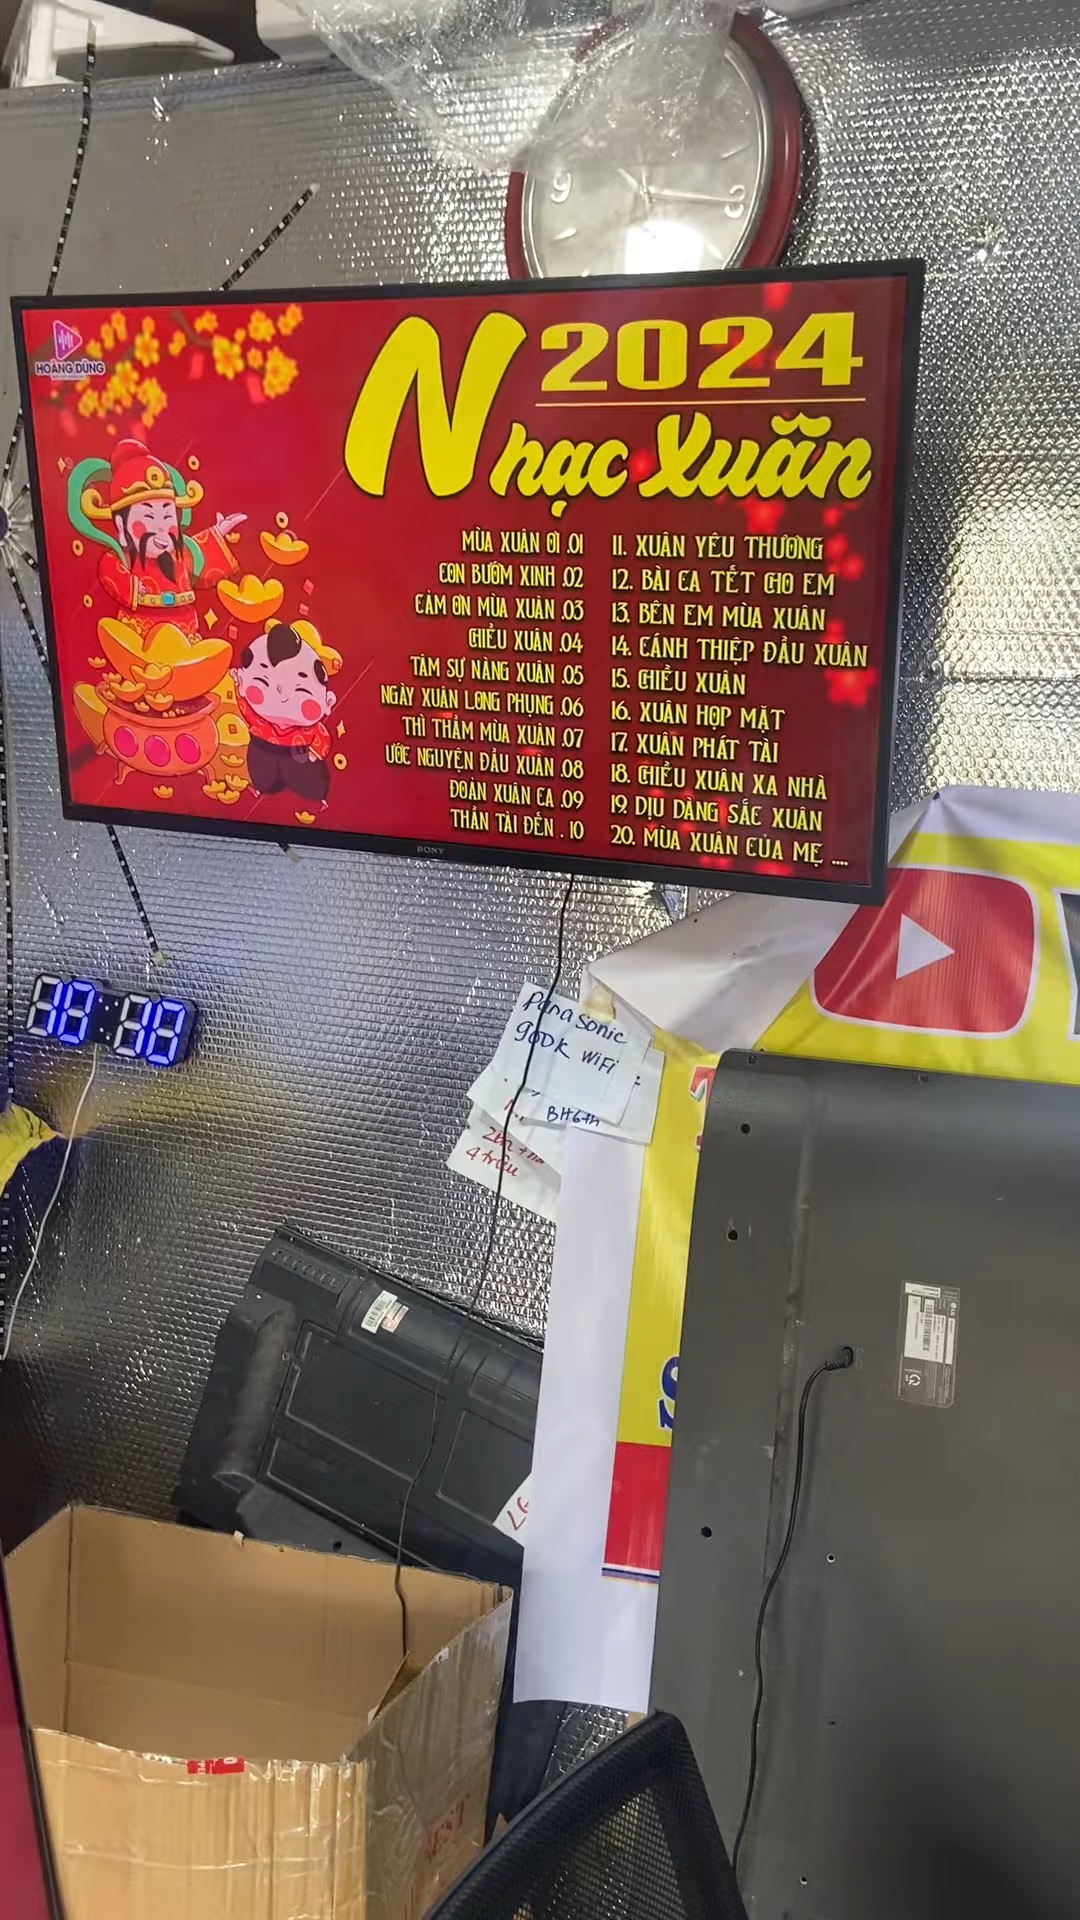 9
HOÀNG DŨNG
2024
Nhạc Xuân
MÙA XUÂN ƠI .01
CON BƯỚM XINH .02
CẢM ƠN MÙA XUÂN .03
CHIỀU XUÂN .04
TÂM SỰ NÀNG XUÂN .05
NGÀY XUÂN LONG PHỤNG .06
THÌ THẦM MÙA XUÂN .07
ƯỚC NGUYỆN ĐẦU XUÂN .08
ĐOẢN XUÂN CA .09
THẦN TÀI ĐẾN . 10
11. XUÂN YÊU THƯƠNG
12. BÀI CA TẾT CHO EM
13. BÊN EM MÙA XUÂN
14. CÁNH THIỆP ĐẦU XUÂN
15. CHIỀU XUÂN
16. XUÂN HỌP MẶT
17. XUÂN PHÁT TÀI
18. CHIỀU XUÂN XA NHÀ
19. DỊU DÀNG SẮC XUÂN
20. MÙA XUÂN CỦA MẸ ....
SONY
Panasonic
900K WiFi
BH6th
4 triệu
LG